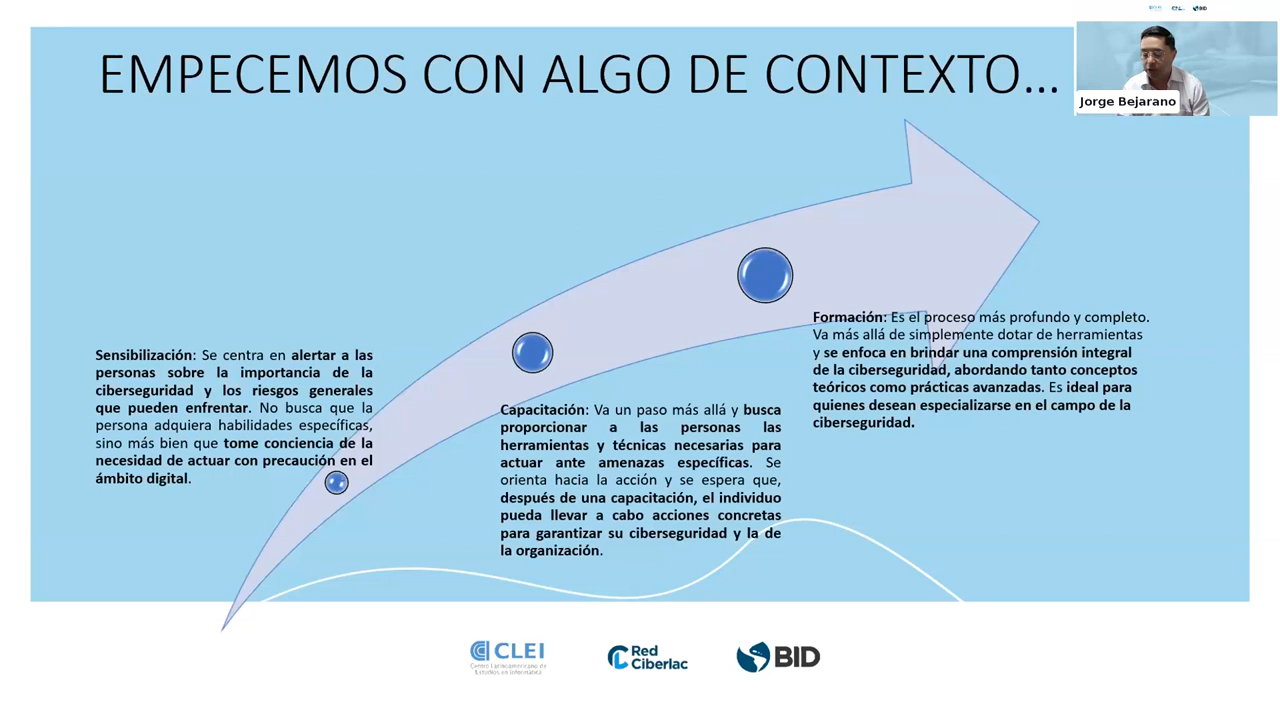 BID
EMPECEMOS CON ALGO DE CONTEXTO...
Jorge Bejarano
Sensibilización: Se centra en alertar a las
personas sobre la importancia de la
ciberseguridad y los riesgos generales
que pueden enfrentar. No busca que la
persona adquiera habilidades específicas,
sino más bien que tome conciencia de la
necesidad de actuar con precaución en el
ámbito digital.
Capacitación: Va un paso más allá y busca
proporcionar a las personas las
herramientas y técnicas necesarias para
actuar ante amenazas específicas. Se
orienta hacia la acción y se espera que,
después de una capacitación, el individuo
pueda llevar a cabo acciones concretas
para garantizar su ciberseguridad y la de
la organización.
Formación: Es el proceso más profundo y completo.
Va más allá de simplemente dotar de herramientas
y se enfoca en brindar una comprensión integral
de la ciberseguridad, abordando tanto conceptos
teóricos como prácticas avanzadas. Es ideal para
quienes desean especializarse en el campo de la
ciberseguridad.
CLEI
Centro Latinoamericano de
Estudios en Informática
Red
Ciberlac
BID